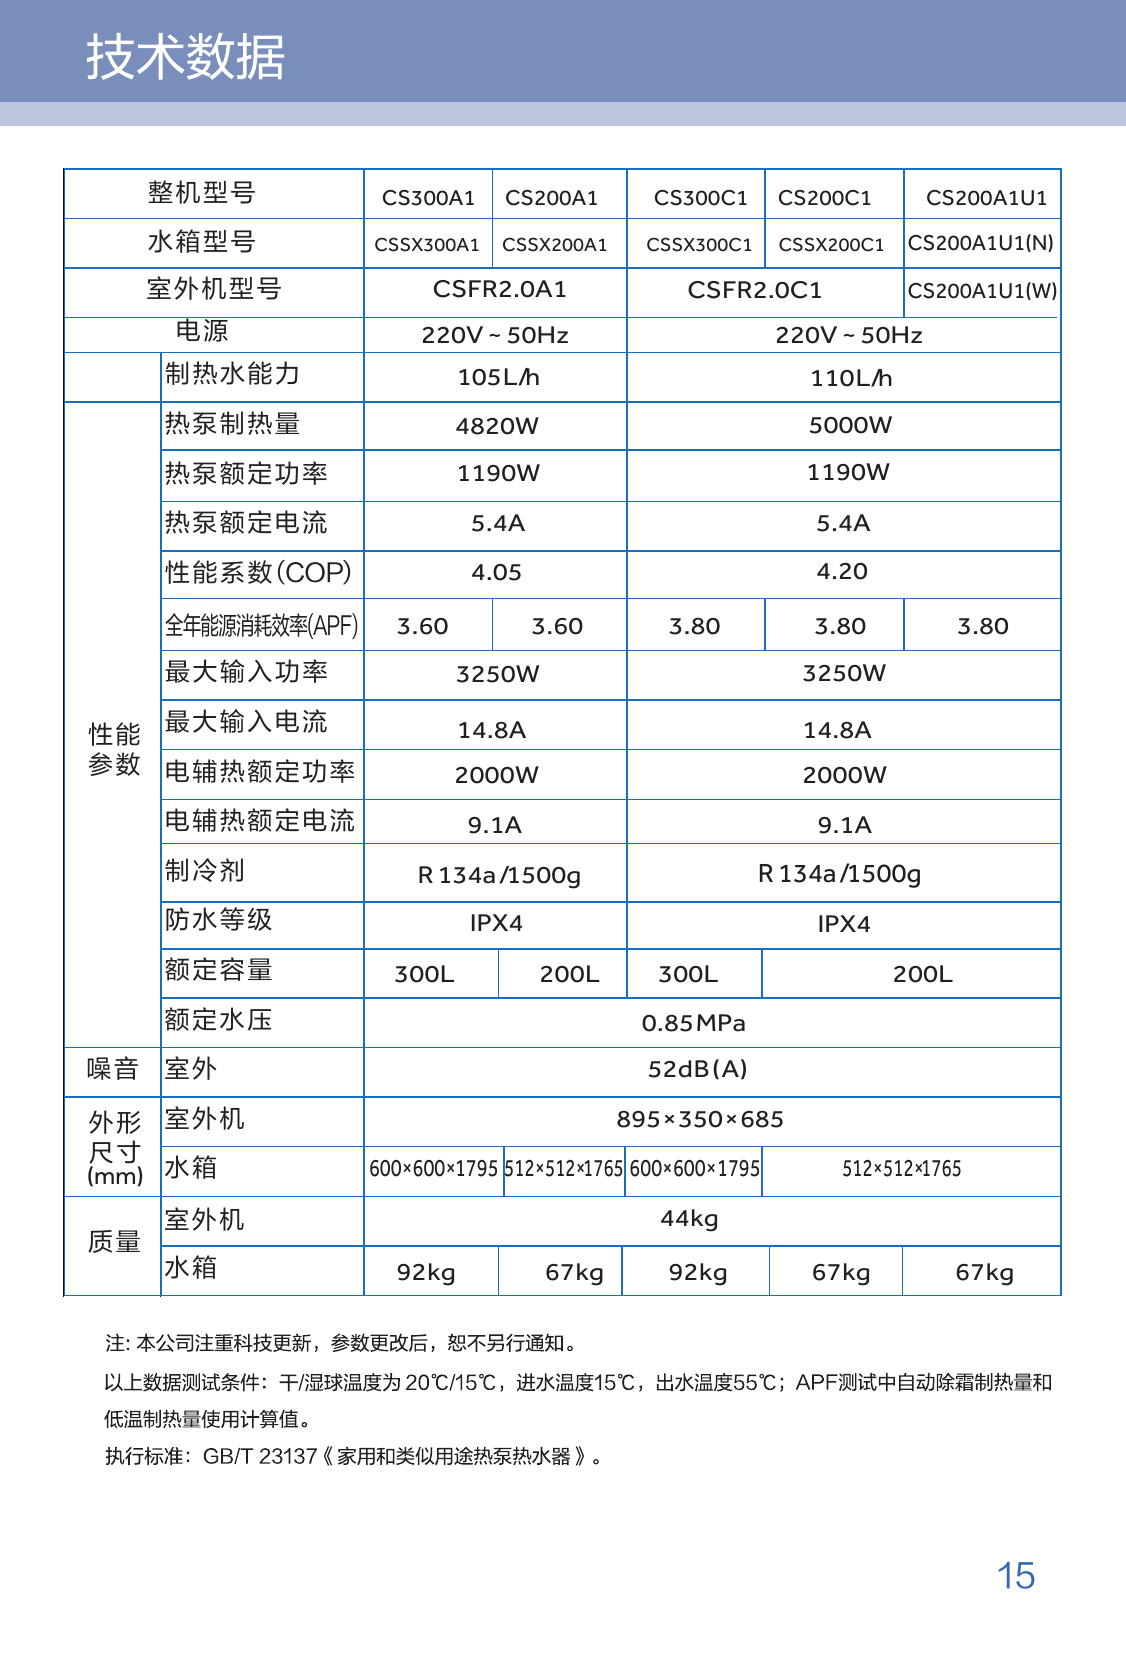 技术数据
整机型号 CS300A1 CS200A1 CS300C1 CS200C1 CS200A1U1
水箱型号 CSSX300A1 CSSX200A1 CSSX300C1 CSSX200C1 CS200A1U1(N)
室外机型号 CSFR2.0A1 CSFR2.0C1 CS200A1U1(W)
电源 220V ~ 50Hz 220V ~ 50Hz
制热水能力 105L/h 110L/h
热泵制热量 4820W 5000W
热泵额定功率 1190W 1190W
热泵额定电流 5.4A 5.4A
性能系数(COP) 4.05 4.20
全年能源消耗效率(APF) 3.60 3.60 3.80 3.80 3.80
最大输入功率 3250W 3250W
最大输入电流 14.8A 14.8A
性能
参数
电辅热额定功率 2000W 2000W
电辅热额定电流 9.1A 9.1A
制冷剂 R 134a /1500g R 134a /1500g
防水等级 IPX4 IPX4
额定容量 300L 200L 300L 200L
额定水压 0.85MPa
噪音 室外 52dB(A)
外形
尺寸
(mm)
室外机 895×350×685
水箱 600×600×1795 512×512×1765 600×600×1795 512×512×1765
质量
室外机 44kg
水箱 92kg 67kg 92kg 67kg 67kg
注: 本公司注重科技更新，参数更改后，恕不另行通知。
以上数据测试条件：干/湿球温度为 20℃/15℃，进水温度15℃，出水温度55℃；APF测试中自动除霜制热量和
低温制热量使用计算值。
执行标准：GB/T 23137《家用和类似用途热泵热水器》。
15